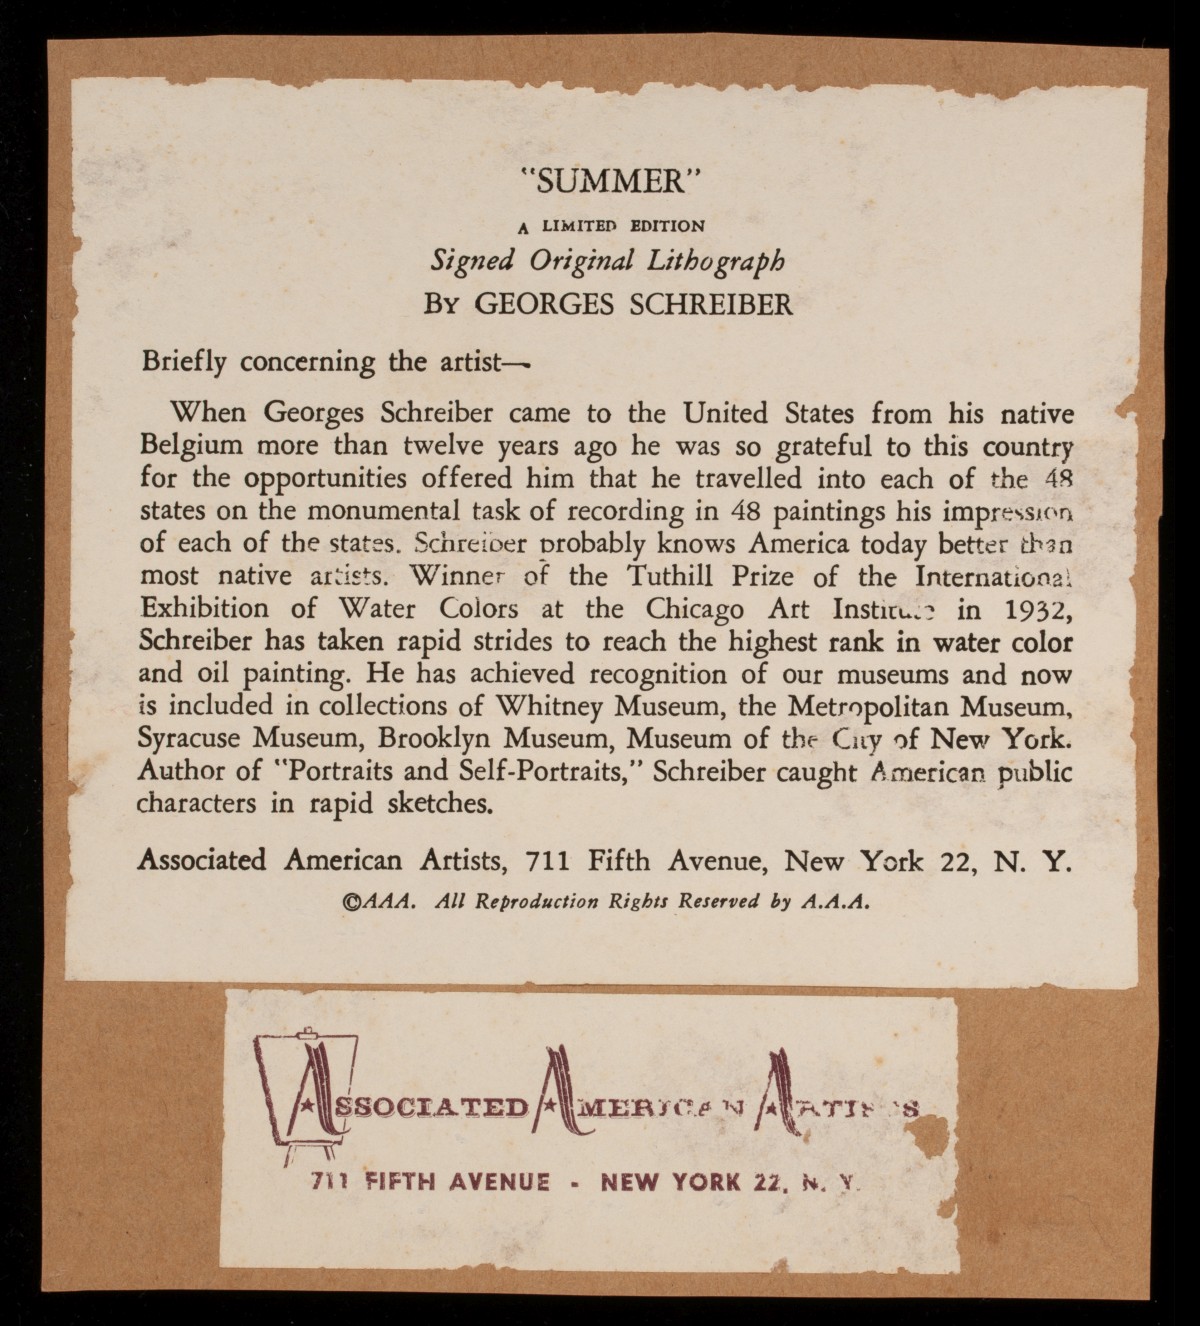 "SUMMER"
A LIMITED EDITION
Signed Original Lithograph
BY GEORGES SCHREIBER
Briefly concerning the artist—
When Georges Schreiber came to the United States from his native
Belgium more than twelve years ago he was so grateful to this country
for the opportunities offered him that he travelled into each of the 48
states on the monumental task of recording in 48 paintings his impression
of each of the states. Schreiber probably knows America today better than
most native artists. Winner of the Tuthill Prize of the International
Exhibition of Water Colors at the Chicago Art Institute in 1932,
Schreiber has taken rapid strides to reach the highest rank in water color
and oil painting. He has achieved recognition of our museums and now
is included in collections of Whitney Museum, the Metropolitan Museum,
Syracuse Museum, Brooklyn Museum, Museum of the City of New York.
Author of "Portraits and Self-Portraits," Schreiber caught American public
characters in rapid sketches.
Associated American Artists, 711 Fifth Avenue, New York 22, N. Y.
©AAA. All Reproduction Rights Reserved by A.A.A.
ASSOCIATED AMERICAN ARTISTS
711 FIFTH AVENUE - NEW YORK 22, N. Y.